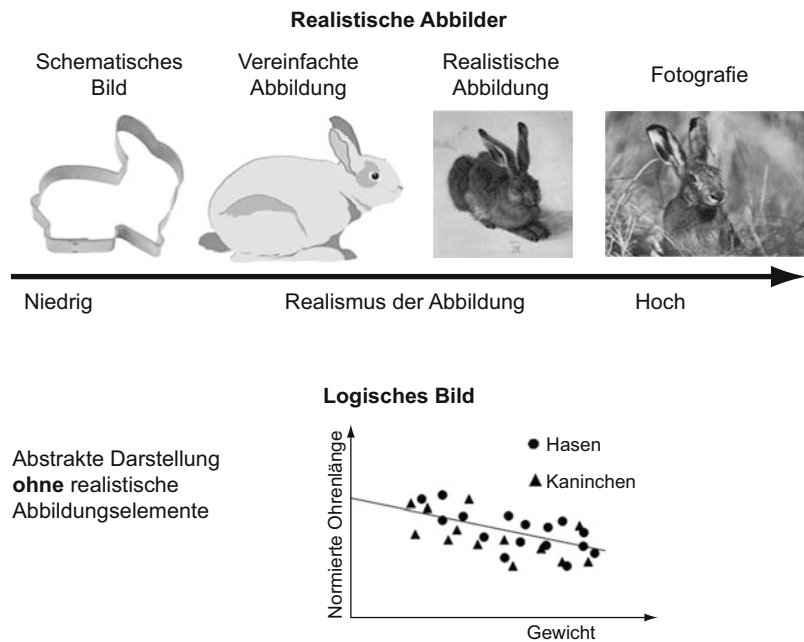 Realistische Abbilder
Schematisches
Bild
Vereinfachte
Abbildung
Realistische
Abbildung
Fotografie
Niedrig
Realismus der Abbildung
Hoch
Logisches Bild
Abstrakte Darstellung
ohne realistische
Abbildungselemente
Normierte Ohrenlänge
Hasen
Kaninchen
Gewicht